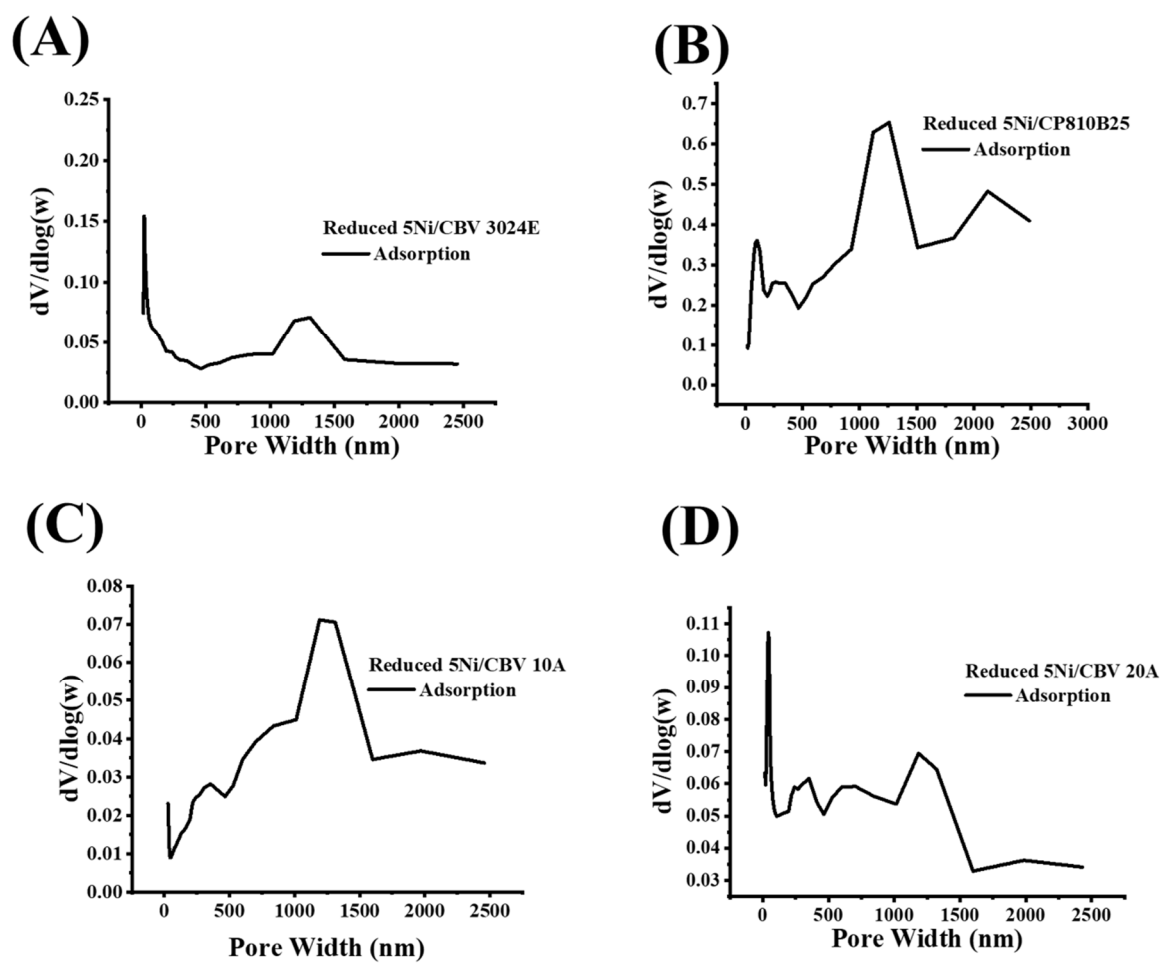 (A)
dV/dlog(w)
0.25
0.20
0.15
0.10
0.05
0.00
Reduced 5Ni/CBV 3024E
Adsorption
0 500 1000 1500 2000 2500
Pore Width (nm)
(B)
dV/dlog(w)
0.7
0.6
0.5
0.4
0.3
0.2
0.1
0.0
Reduced 5Ni/CP810B25
Adsorption
0 500 1000 1500 2000 2500 3000
Pore Width (nm)
(C)
dV/dlog(w)
0.08
0.07
0.06
0.05
0.04
0.03
0.02
0.01
0.00
Reduced 5Ni/CBV 10A
Adsorption
0 500 1000 1500 2000 2500
Pore Width (nm)
(D)
dV/dlog(w)
0.11
0.10
0.09
0.08
0.07
0.06
0.05
0.04
0.03
Reduced 5Ni/CBV 20A
Adsorption
0 500 1000 1500 2000 2500
Pore Width (nm)